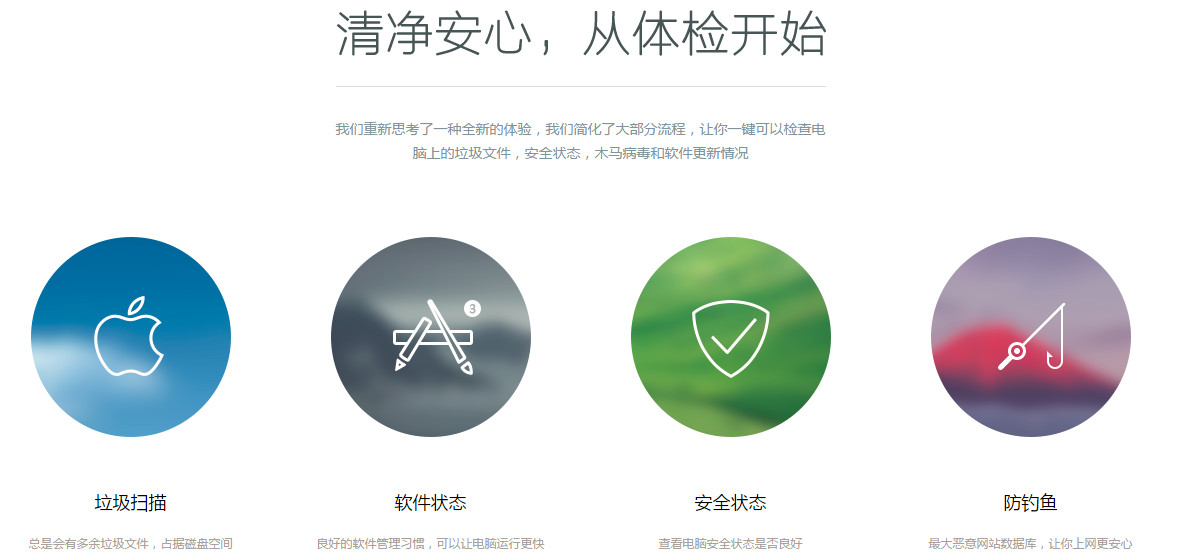 清净安心，从体检开始
我们重新思考了一种全新的体验，我们简化了大部分流程，让你一键可以检查电
脑上的垃圾文件，安全状态，木马病毒和软件更新情况
3
垃圾扫描
软件状态
安全状态
防钓鱼
总是会有多余垃圾文件，占据磁盘空间
良好的软件管理习惯，可以让电脑运行更快
查看电脑安全状态是否良好
最大恶意网站数据库，让你上网更安心